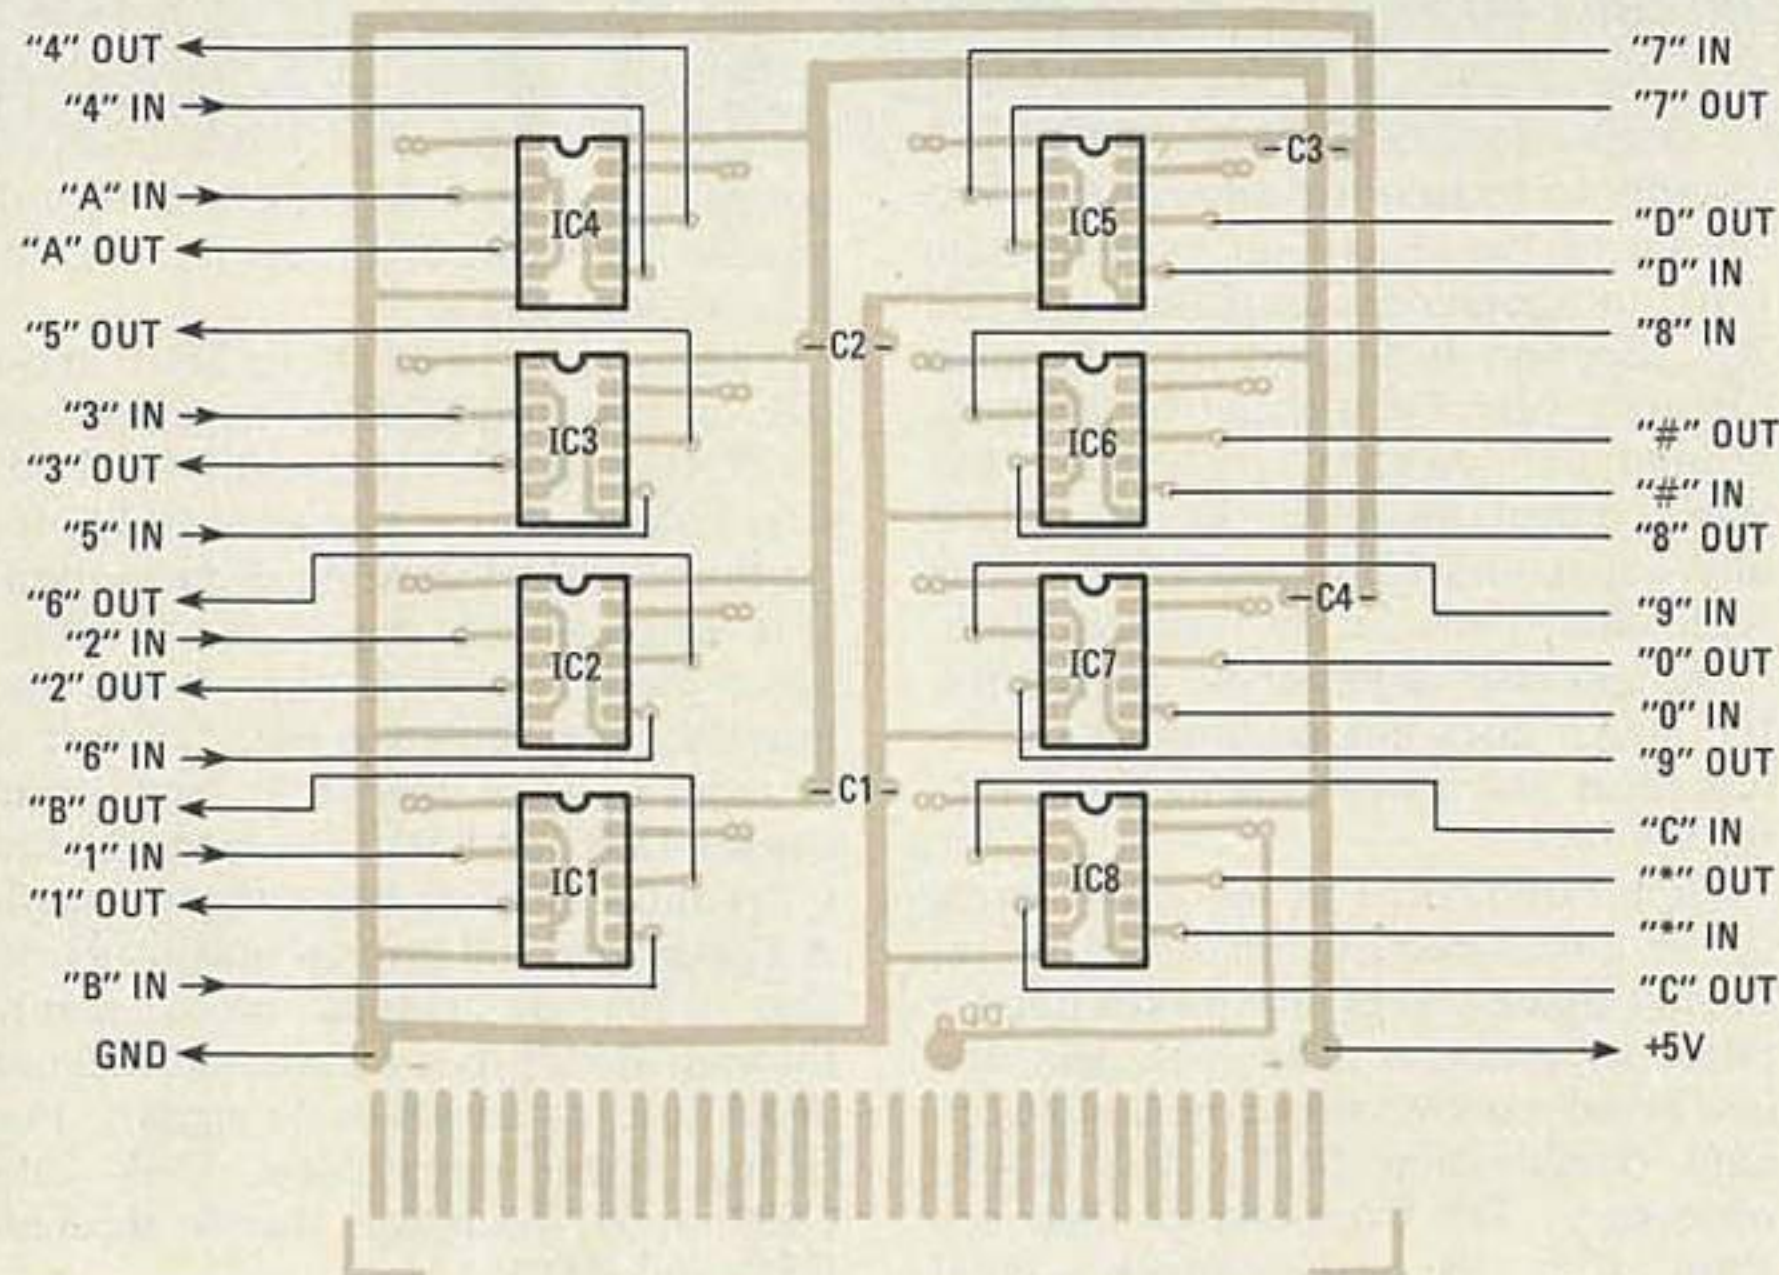 "4" OUT
"4" IN
"A" IN
"A" OUT
"5" OUT
"3" IN
"3" OUT
"5" IN
"6" OUT
"2" IN
"2" OUT
"6" IN
"B" OUT
"1" IN
"1" OUT
"B" IN
GND
IC4
IC3
IC2
IC1
C2
C1
IC5
IC6
IC7
IC8
C3
C4
"7" IN
"7" OUT
"D" OUT
"D" IN
"8" IN
"#" OUT
"#" IN
"8" OUT
"9" IN
"0" OUT
"0" IN
"9" OUT
"C" IN
"*" OUT
"*" IN
"C" OUT
+5V